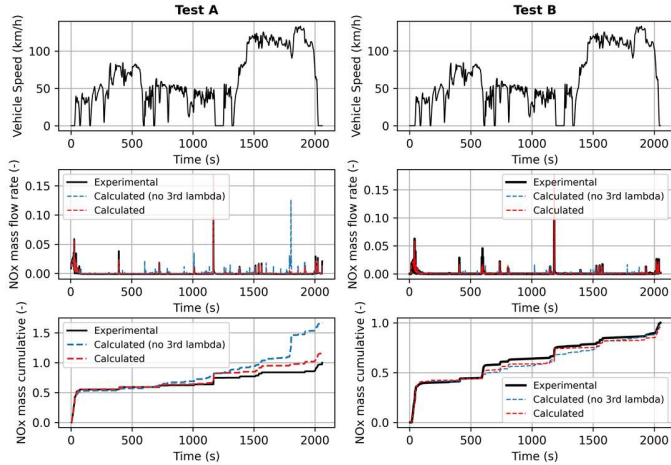 Test A
Vehicle Speed (km/h)
100
50
0
0 500 1000 1500 2000
Time (s)
Test B
Vehicle Speed (km/h)
100
50
0
0 500 1000 1500 2000
Time (s)
NOx mass flow rate (-)
0.15
0.10
0.05
0.00
Experimental
Calculated (no 3rd lambda)
Calculated
0 500 1000 1500 2000
Time (s)
NOx mass flow rate (-)
0.15
0.10
0.05
0.00
Experimental
Calculated (no 3rd lambda)
Calculated
0 500 1000 1500 2000
Time (s)
NOx mass cumulative (-)
1.5
1.0
0.5
0.0
Experimental
Calculated (no 3rd lambda)
Calculated
0 500 1000 1500 2000
Time (s)
NOx mass cumulative (-)
1.0
0.5
0.0
Experimental
Calculated (no 3rd lambda)
Calculated
0 500 1000 1500 2000
Time (s)